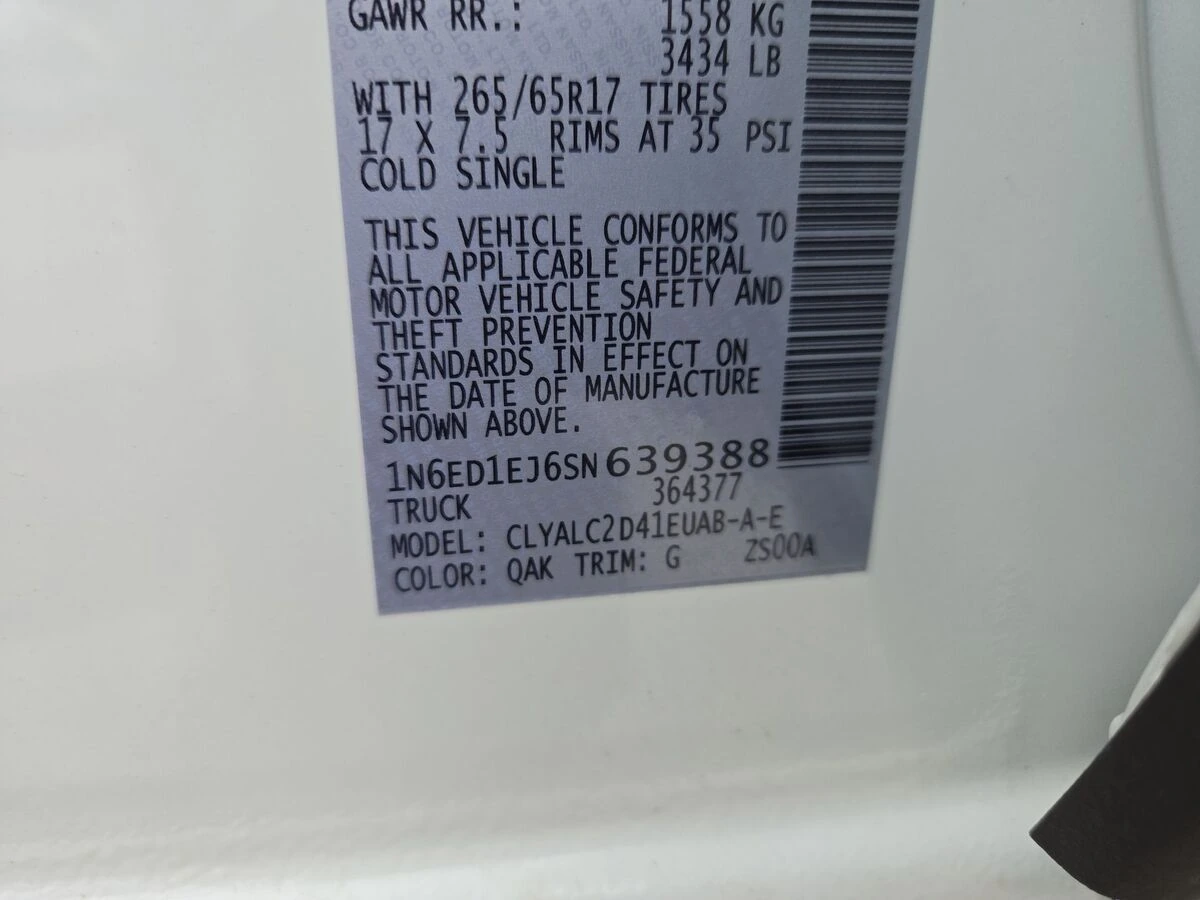 GAWR RR.: 1558 KG
3434 LB
WITH 265/65R17 TIRES
17 X 7.5 RIMS AT 35 PSI
COLD SINGLE
THIS VEHICLE CONFORMS TO
ALL APPLICABLE FEDERAL
MOTOR VEHICLE SAFETY AND
THEFT PREVENTION
STANDARDS IN EFFECT ON
THE DATE OF MANUFACTURE
SHOWN ABOVE.
1N6ED1EJ6SN639388
TRUCK 364377
MODEL: CLYALC2D41EUAB-A-E
COLOR: QAK TRIM: G ZS00A